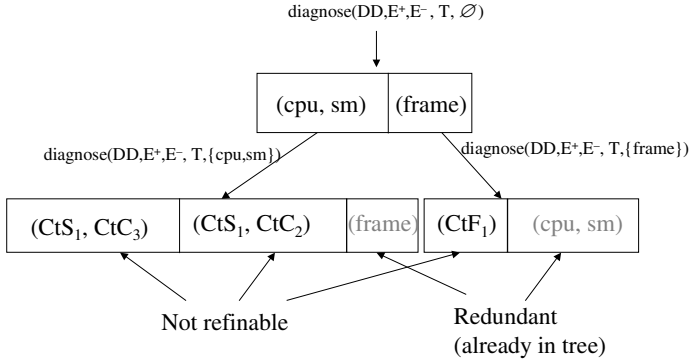 diagnose(DD,E⁺,E⁻, T, ∅)
(cpu, sm) (frame)
diagnose(DD,E⁺,E⁻, T,{cpu,sm}) diagnose(DD,E⁺,E⁻, T,{frame})
(CtS₁, CtC₃) (CtS₁, CtC₂) (frame) (CtF₁) (cpu, sm)
Not refinable Redundant
(already in tree)